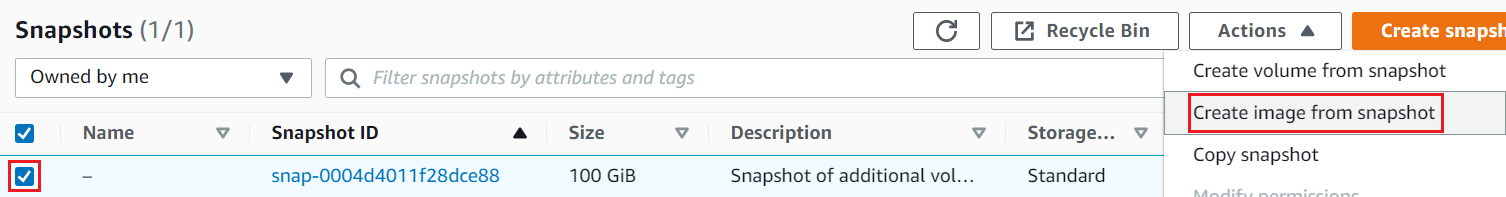 Snapshots (1/1)
Recycle Bin
Actions
Create snapsh
Owned by me
Filter snapshots by attributes and tags
Create volume from snapshot
Create image from snapshot
Copy snapshot
Modify permissions
Name
Snapshot ID
Size
Description
Storage...
–
snap-0004d4011f28dce88
100 GiB
Snapshot of additional vol...
Standard